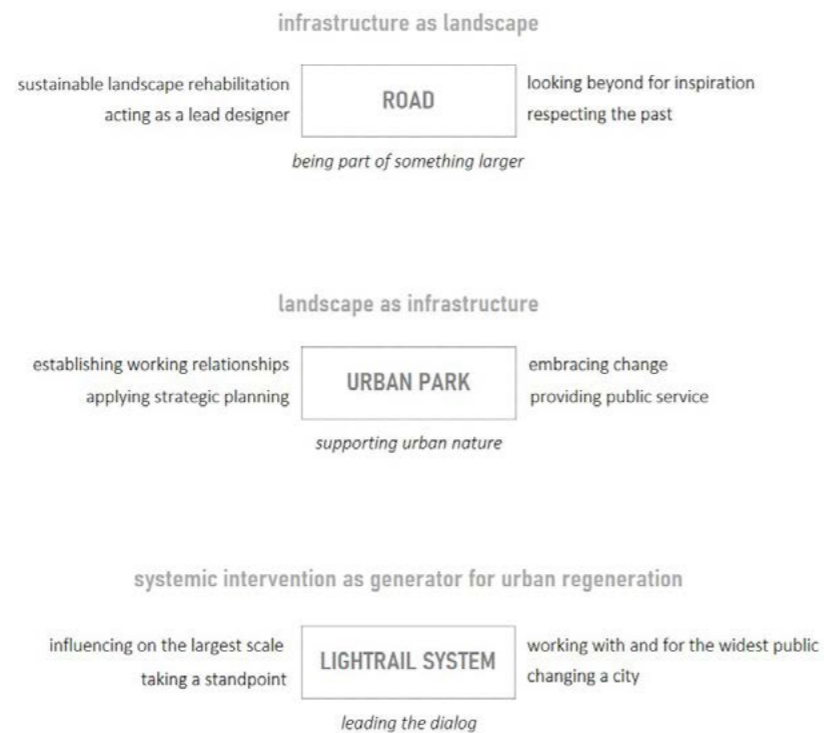 infrastructure as landscape
sustainable landscape rehabilitation
acting as a lead designer
ROAD
looking beyond for inspiration
respecting the past
being part of something larger
landscape as infrastructure
establishing working relationships
applying strategic planning
URBAN PARK
embracing change
providing public service
supporting urban nature
systemic intervention as generator for urban regeneration
influencing on the largest scale
taking a standpoint
LIGHTRAIL SYSTEM
working with and for the widest public
changing a city
leading the dialog